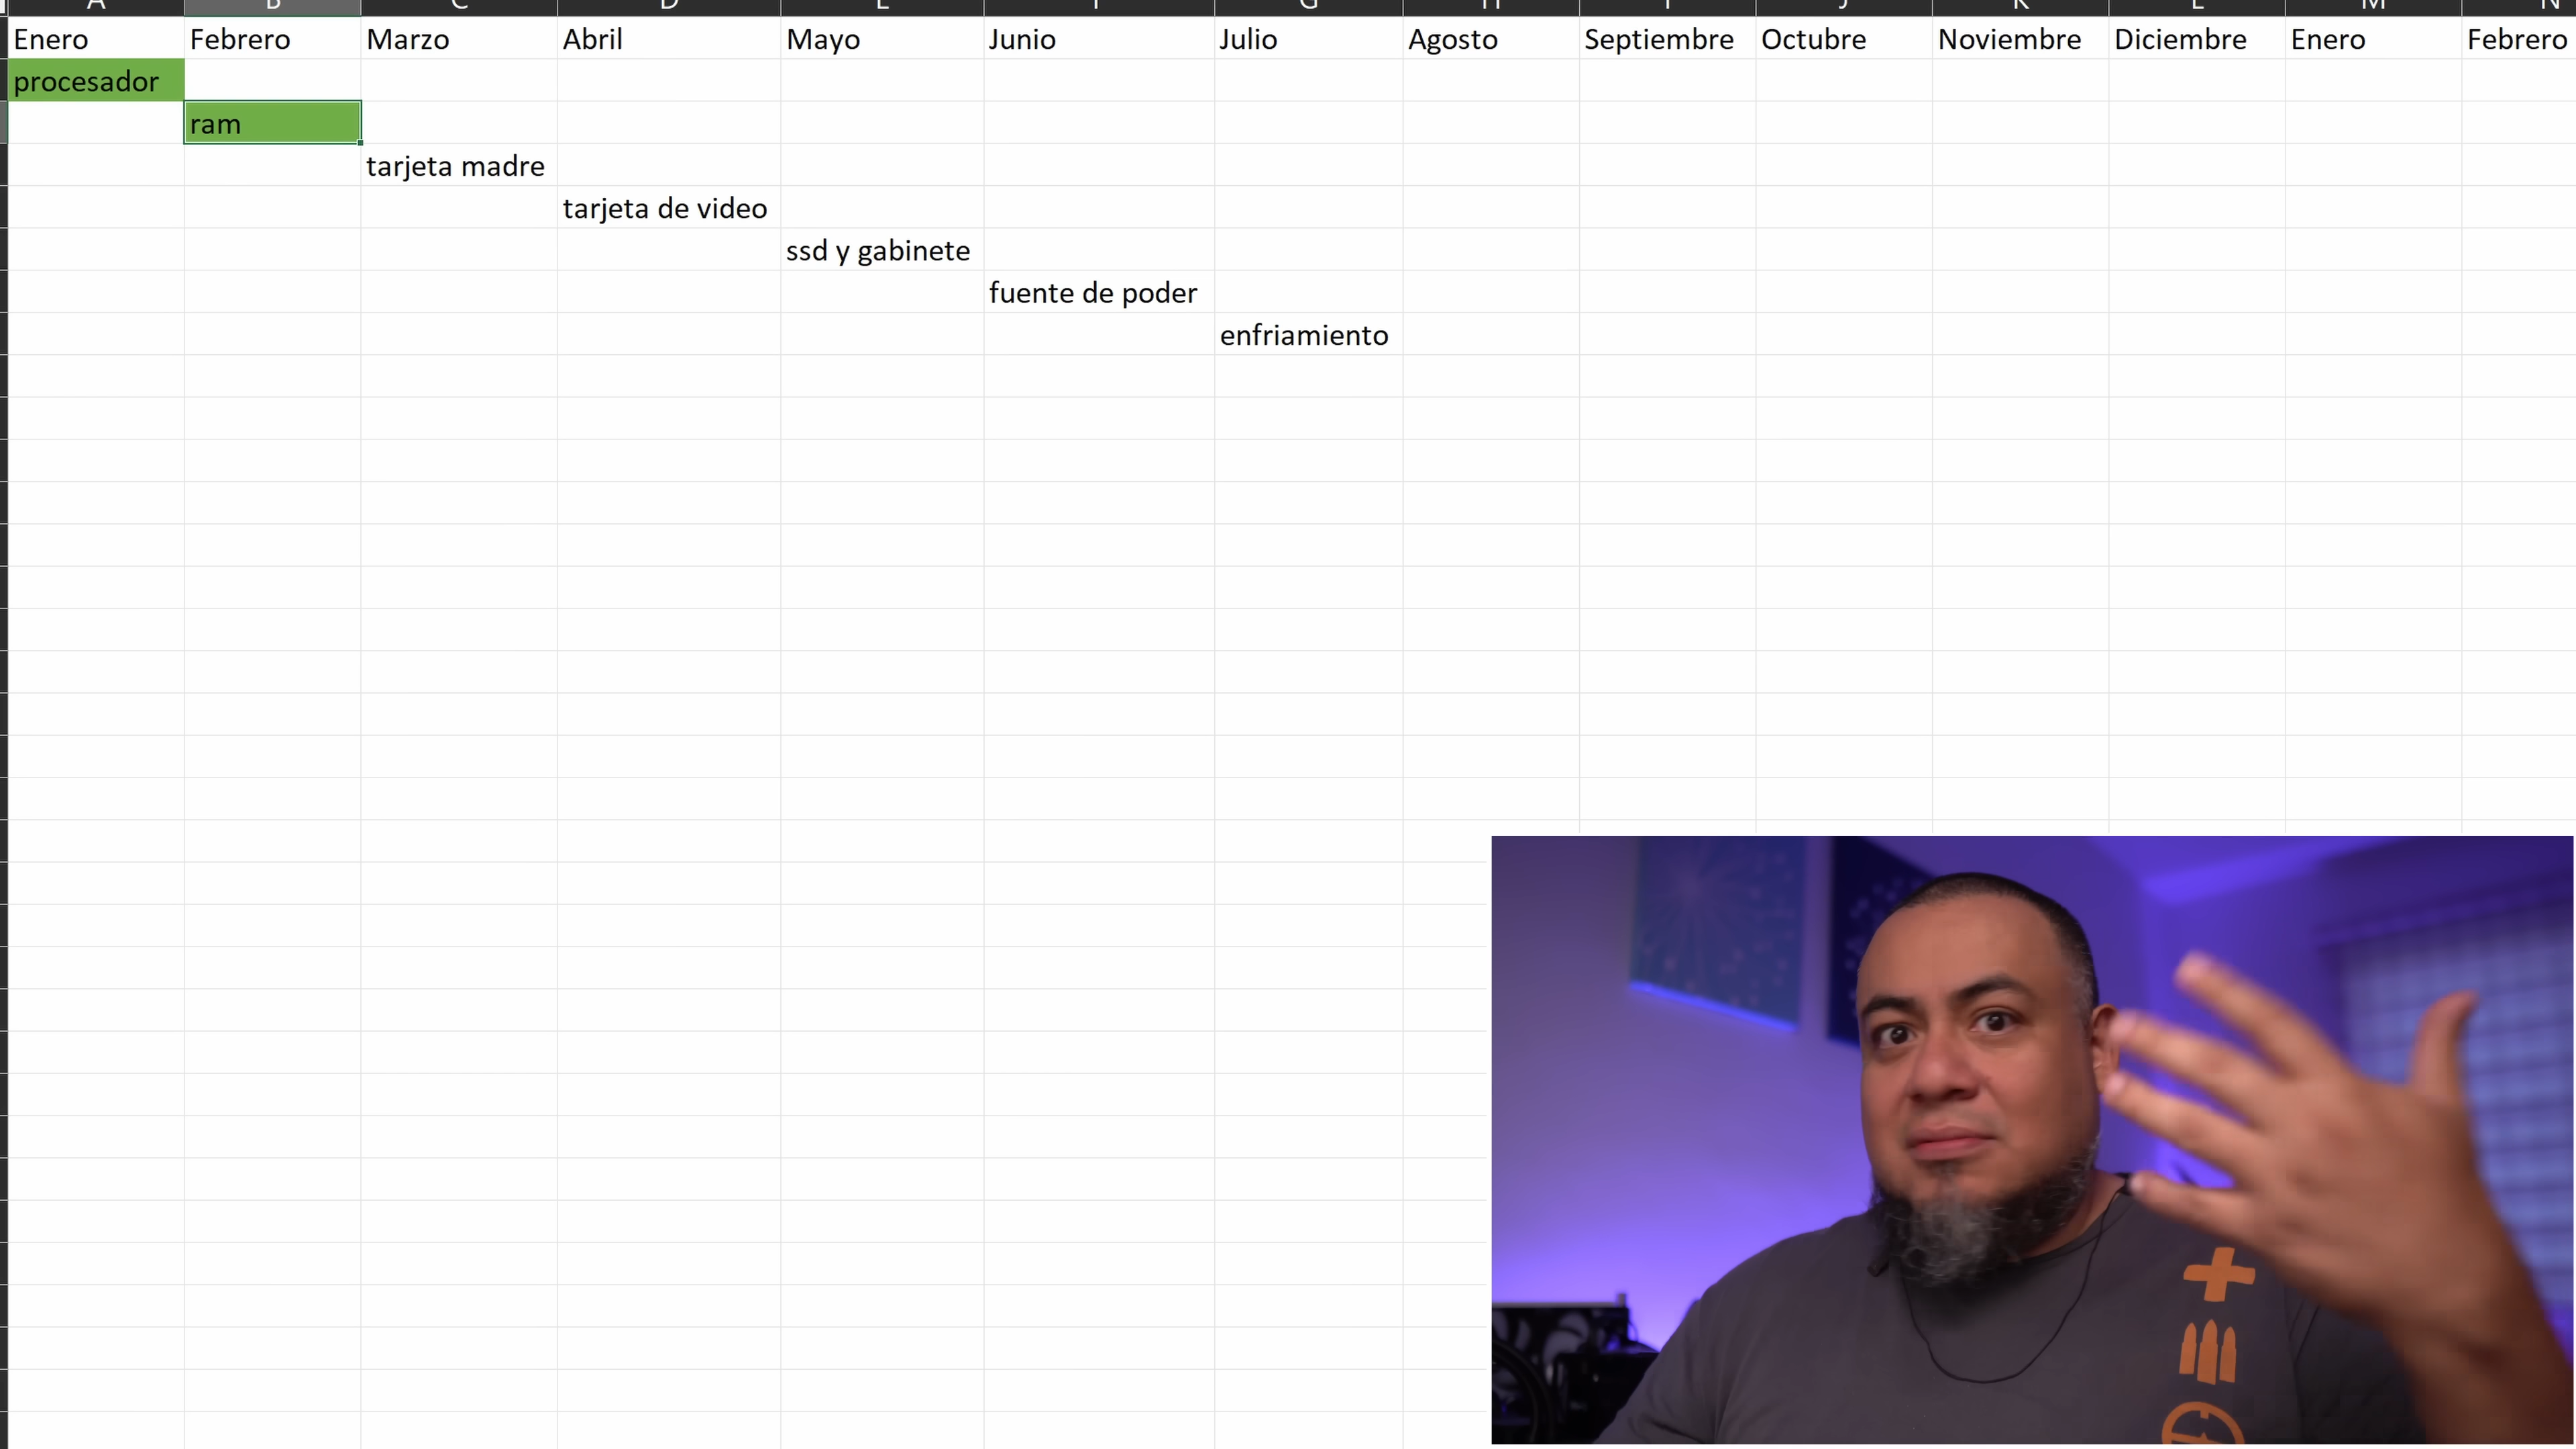 A B C D E F G H I J K L M N
Enero Febrero Marzo Abril Mayo Junio Julio Agosto Septiembre Octubre Noviembre Diciembre Enero Febrero
procesador
ram
tarjeta madre
tarjeta de video
ssd y gabinete
fuente de poder
enfriamiento